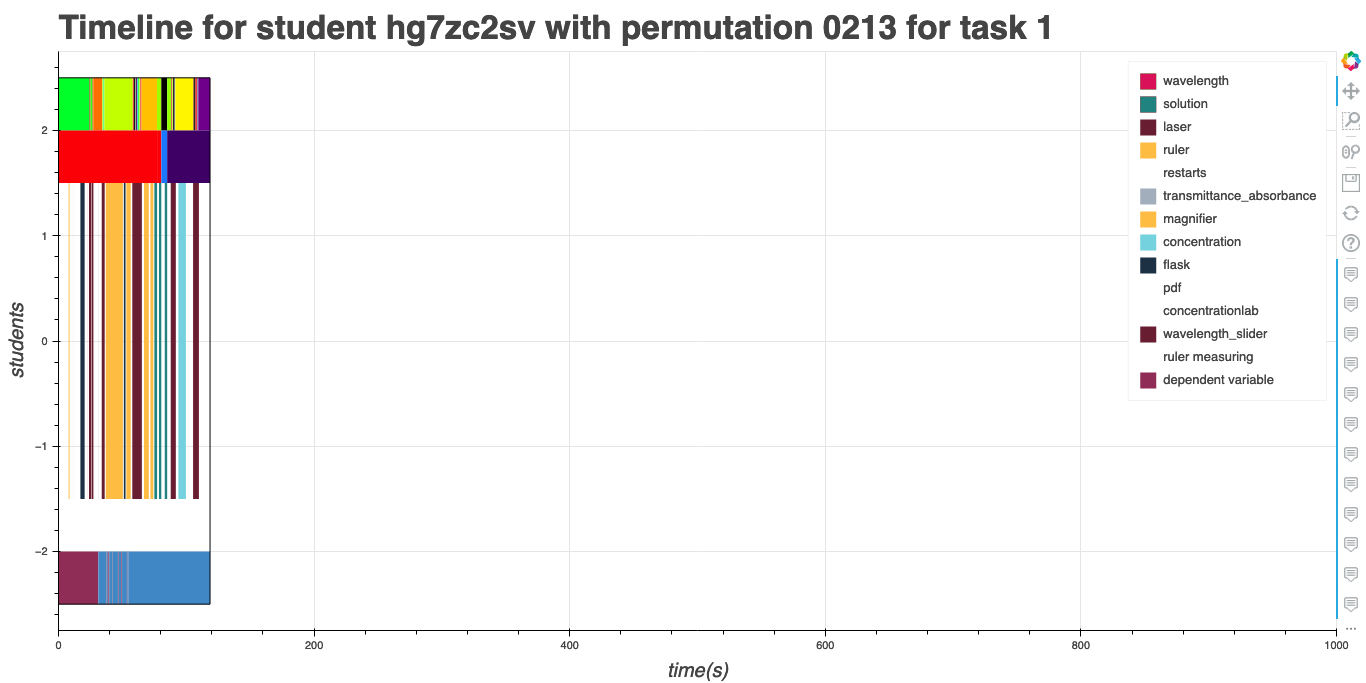 Timeline for student hg7zc2sv with permutation 0213 for task 1
wavelength
solution
laser
ruler
restarts
transmittance_absorbance
magnifier
concentration
flask
pdf
concentrationlab
wavelength_slider
ruler measuring
dependent variable
students
2
1
0
−1
−2
0
200
400
600
800
1000
time(s)